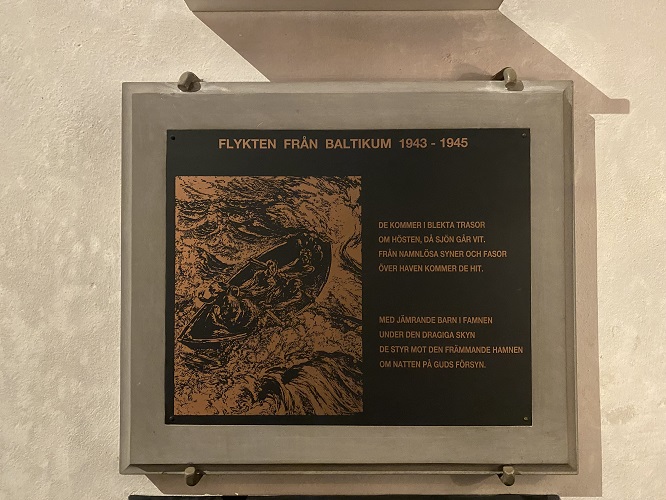 FLYKTEN FRÅN BALTIKUM 1943 - 1945
DE KOMMER I BLEKTA TRASOR
OM HÖSTEN, DÅ SJÖN GÅR VIT.
FRÅN NAMNLÖSA SYNER OCH FASOR
ÖVER HAVEN KOMMER DE HIT.
MED JÄMRANDE BARN I FAMNEN
UNDER DEN DRAGIGA SKYN
DE STYR MOT DEN FRÄMMANDE HAMNEN
OM NATTEN PÅ GUDS FÖRSYN.